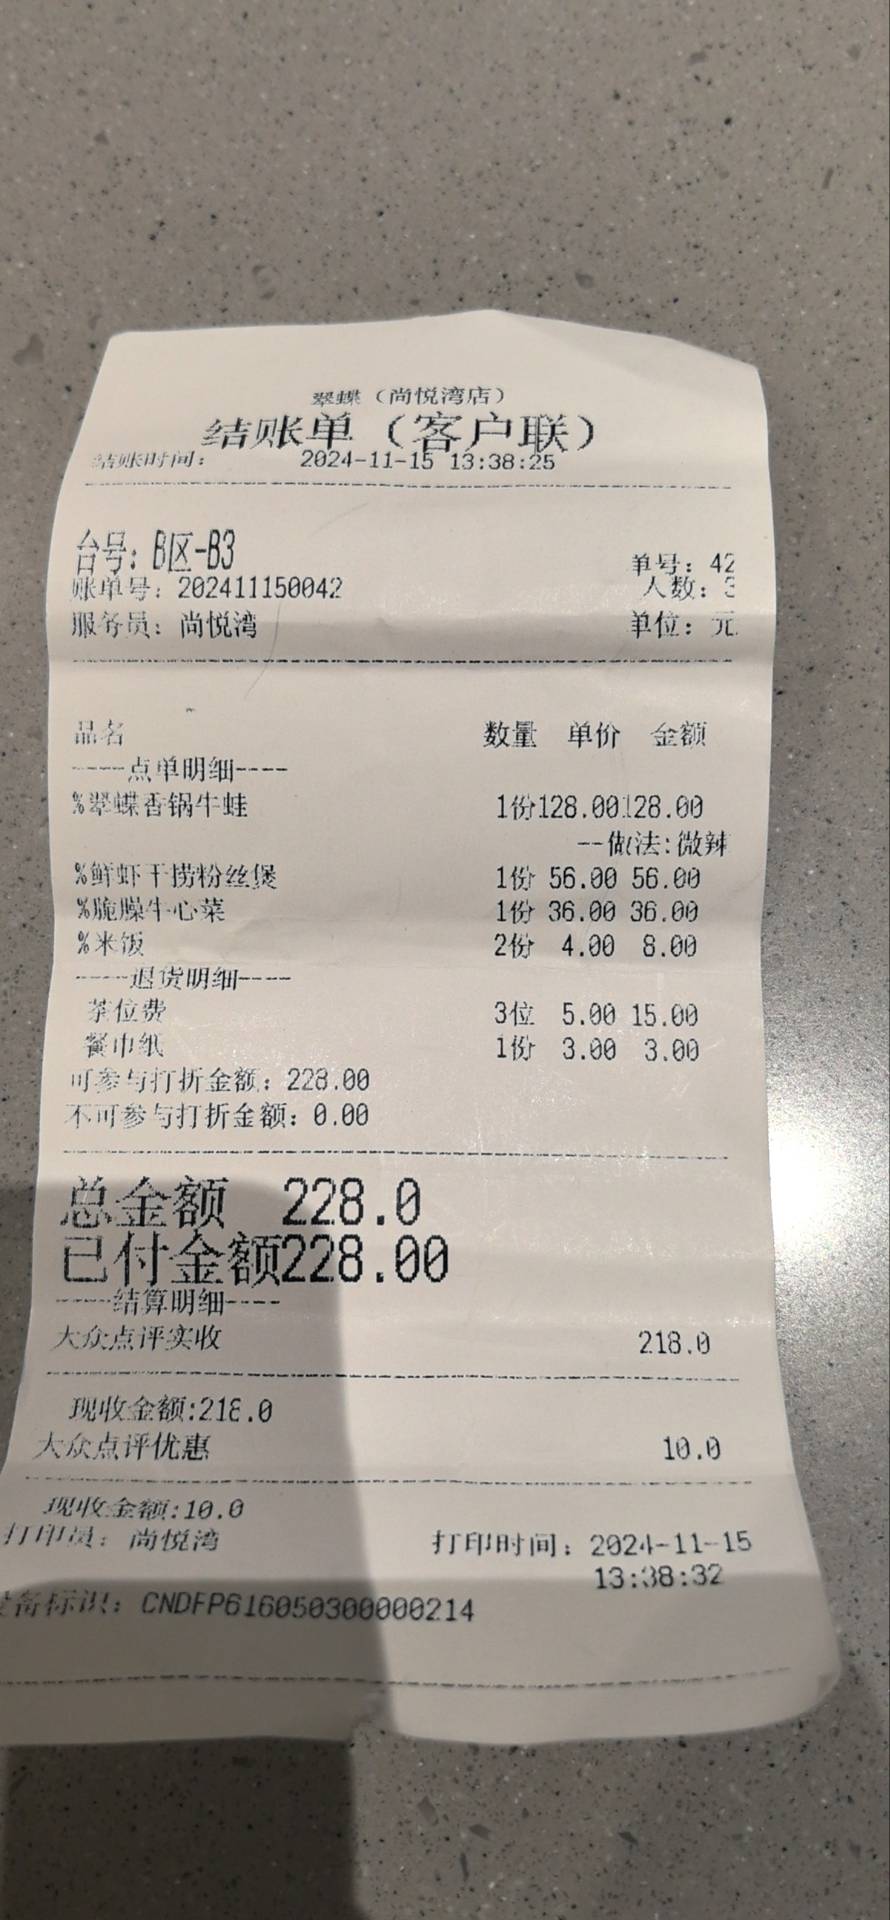 翠蝶（尚悦湾店）
结账单（客户联）
结账时间： 2024-11-15 13:38:25
台号: B区-B3
单号: 42
账单号: 202411150042 人数: 3
服务员: 尚悦湾 单位: 元
品名 数量 单价 金额
----点单明细----
%翠蝶香锅牛蛙 1份128.00128.00
--做法:微辣
%鲜虾干捞粉丝煲 1份 56.00 56.00
%脆臊牛心菜 1份 36.00 36.00
%米饭 2份 4.00 8.00
----退货明细----
茶位费 3位 5.00 15.00
餐巾纸 1份 3.00 3.00
可参与打折金额: 228.00
不可参与打折金额: 0.00
总金额 228.0
已付金额228.00
----结算明细----
大众点评实收 218.0
现收金额:218.0
大众点评优惠 10.0
现收金额:10.0
打印员: 尚悦湾 打印时间: 2024-11-15
13:38:32
设备标识: CNDFP616050300000214